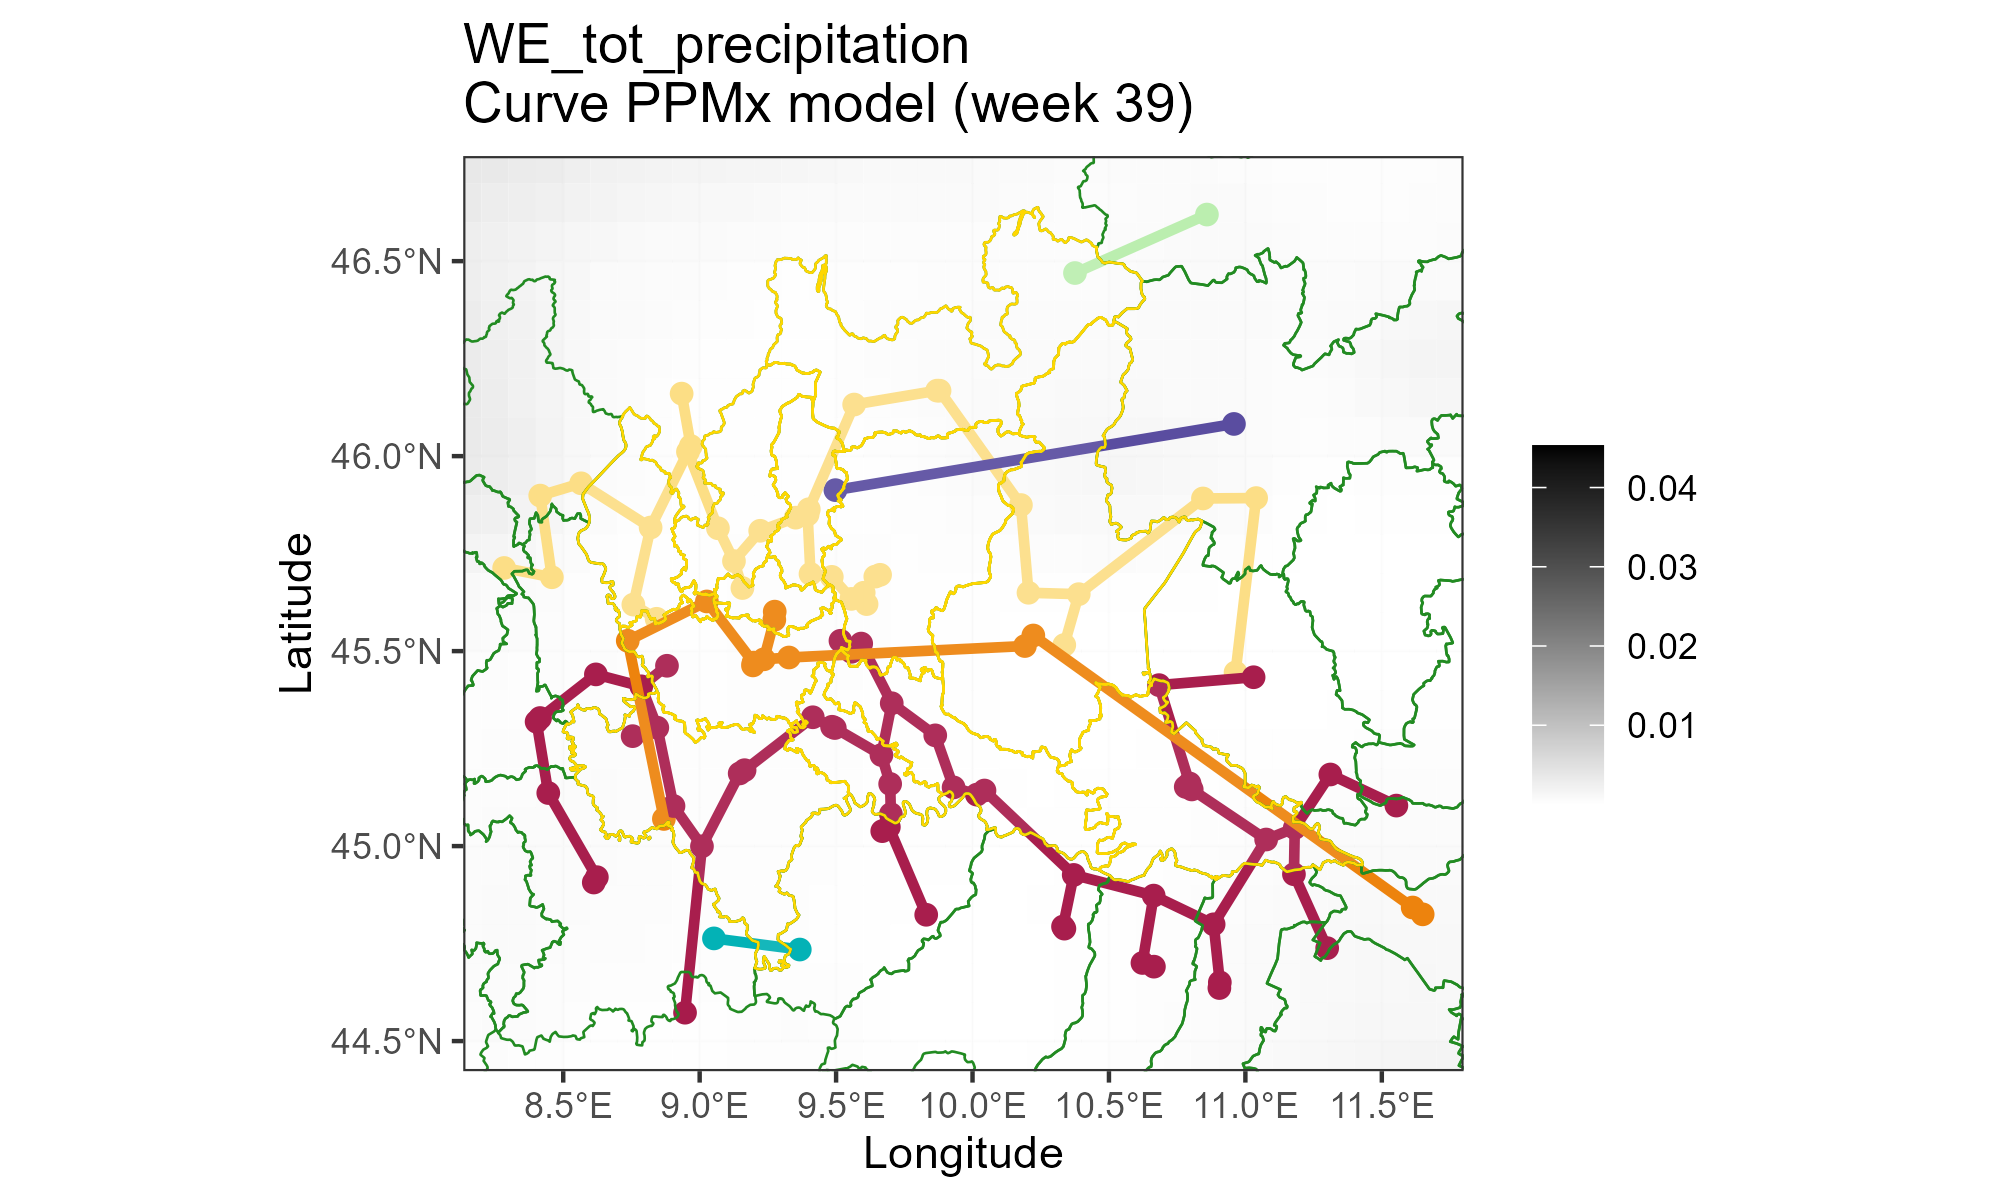 WE_tot_precipitation
Curve PPMx model (week 39)
46.5°N
46.0°N
45.5°N
45.0°N
44.5°N
Latitude
8.5°E
9.0°E
9.5°E
10.0°E
10.5°E
11.0°E
11.5°E
Longitude
0.04
0.03
0.02
0.01